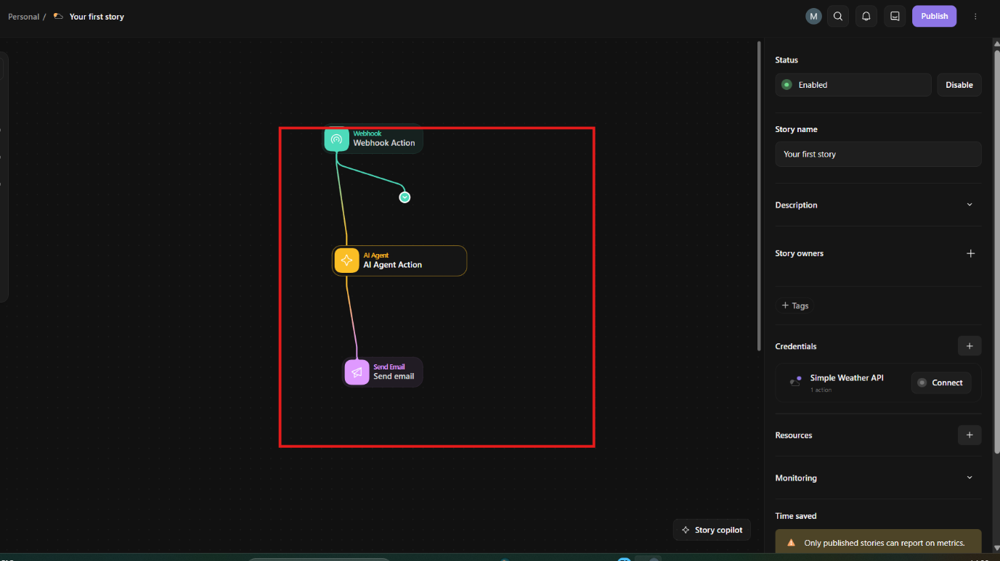 Personal / Your first story
M
Publish
Status
Enabled
Disable
Story name
Your first story
Description
Story owners
+ Tags
Credentials
Simple Weather API
1 action
Connect
Resources
Monitoring
Time saved
Only published stories can report on metrics.
Webhook
Webhook Action
AI Agent
AI Agent Action
Send Email
Send email
Story copilot